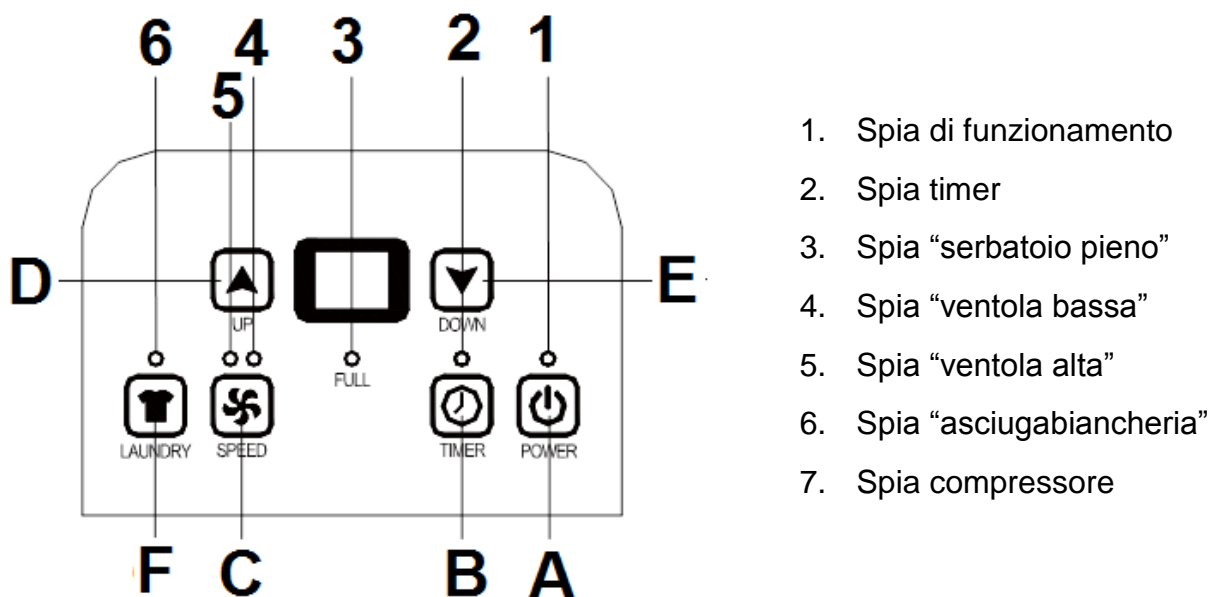 6 4 3 2 1
5
D E
UP DOWN
FULL
LAUNDRY SPEED TIMER POWER
F C B A
1. Spia di funzionamento
2. Spia timer
3. Spia “serbatoio pieno”
4. Spia “ventola bassa”
5. Spia “ventola alta”
6. Spia “asciugabiancheria”
7. Spia compressore